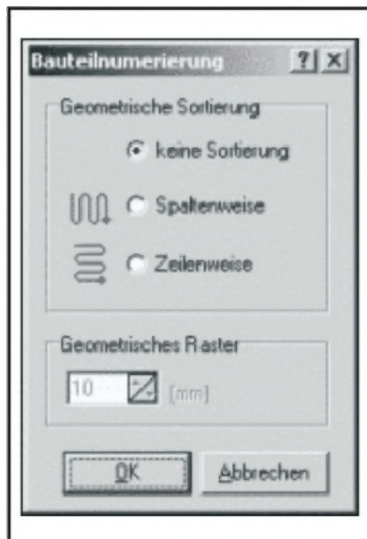 Bauteilnumerierung
Geometrische Sortierung
keine Sortierung
Spaltenweise
Zeilenweise
Geometrisches Raster
10 [mm]
OK Abbrechen